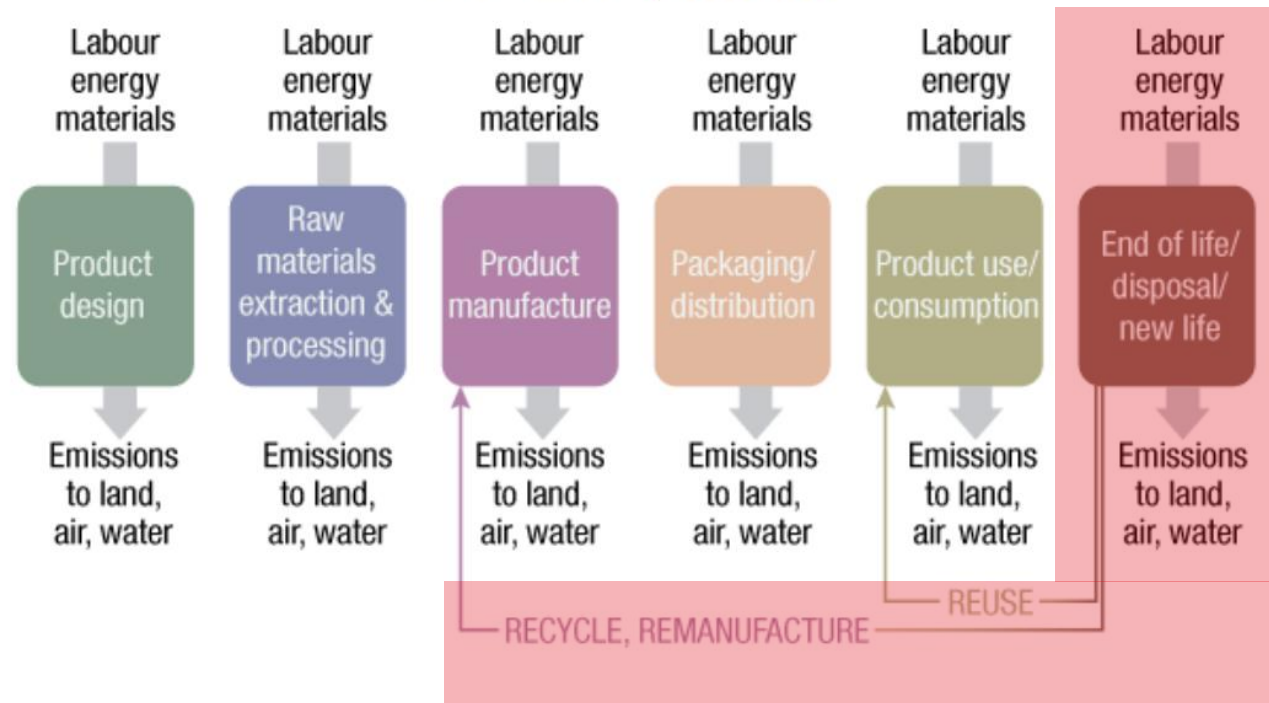 Labour
energy
materials
Labour
energy
materials
Labour
energy
materials
Labour
energy
materials
Labour
energy
materials
Labour
energy
materials
Product
design
Raw
materials
extraction &
processing
Product
manufacture
Packaging/
distribution
Product use/
consumption
End of life/
disposal/
new life
Emissions
to land,
air, water
Emissions
to land,
air, water
Emissions
to land,
air, water
Emissions
to land,
air, water
Emissions
to land,
air, water
Emissions
to land,
air, water
REUSE
RECYCLE, REMANUFACTURE